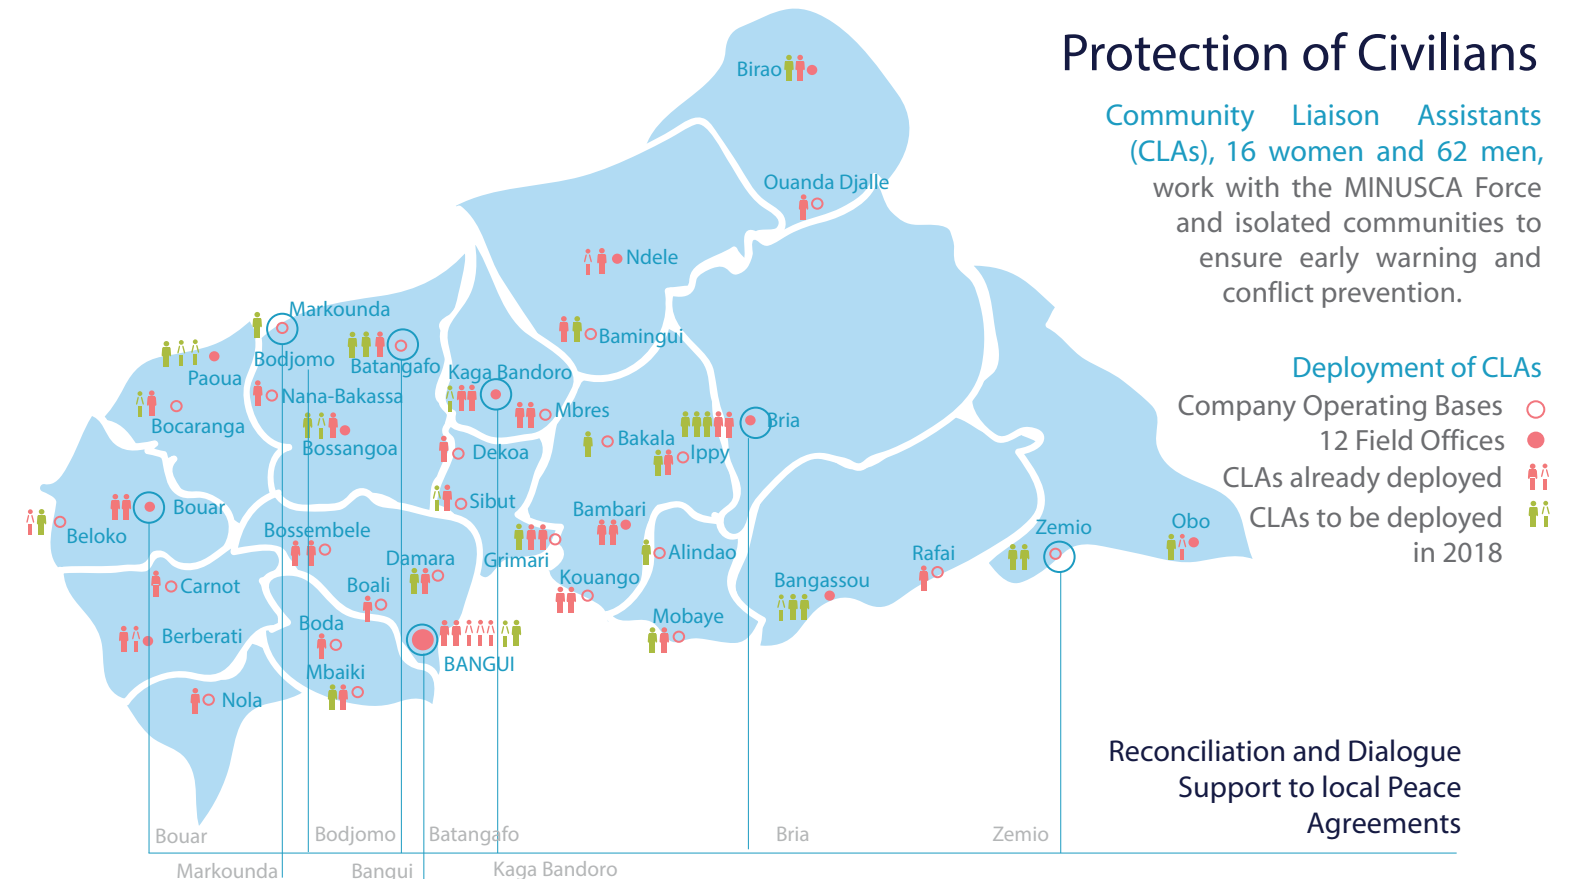 Protection of Civilians
Community Liaison Assistants
(CLAs), 16 women and 62 men,
work with the MINUSCA Force
and isolated communities to
ensure early warning and
conflict prevention.
Deployment of CLAs
Company Operating Bases
12 Field Offices
CLAs already deployed
CLAs to be deployed
in 2018
Birao
Ouanda Djalle
Ndele
Markounda
Bamingui
Bodjomo
Batangafo
Paoua
Kaga Bandoro
Nana-Bakassa
Mbres
Bocaranga
Bria
Bakala
Bossangoa
Dekoa
Ippy
Sibut
Bouar
Bambari
Obo
Beloko
Bossembele
Zemio
Damara
Grimari
Alindao
Rafai
Kouango
Bangassou
Carnot
Boali
Mobaye
Boda
Berberati
BANGUI
Mbaiki
Nola
Reconciliation and Dialogue
Support to local Peace
Agreements
Bouar
Bodjomo
Batangafo
Bria
Zemio
Markounda
Bangui
Kaga Bandoro